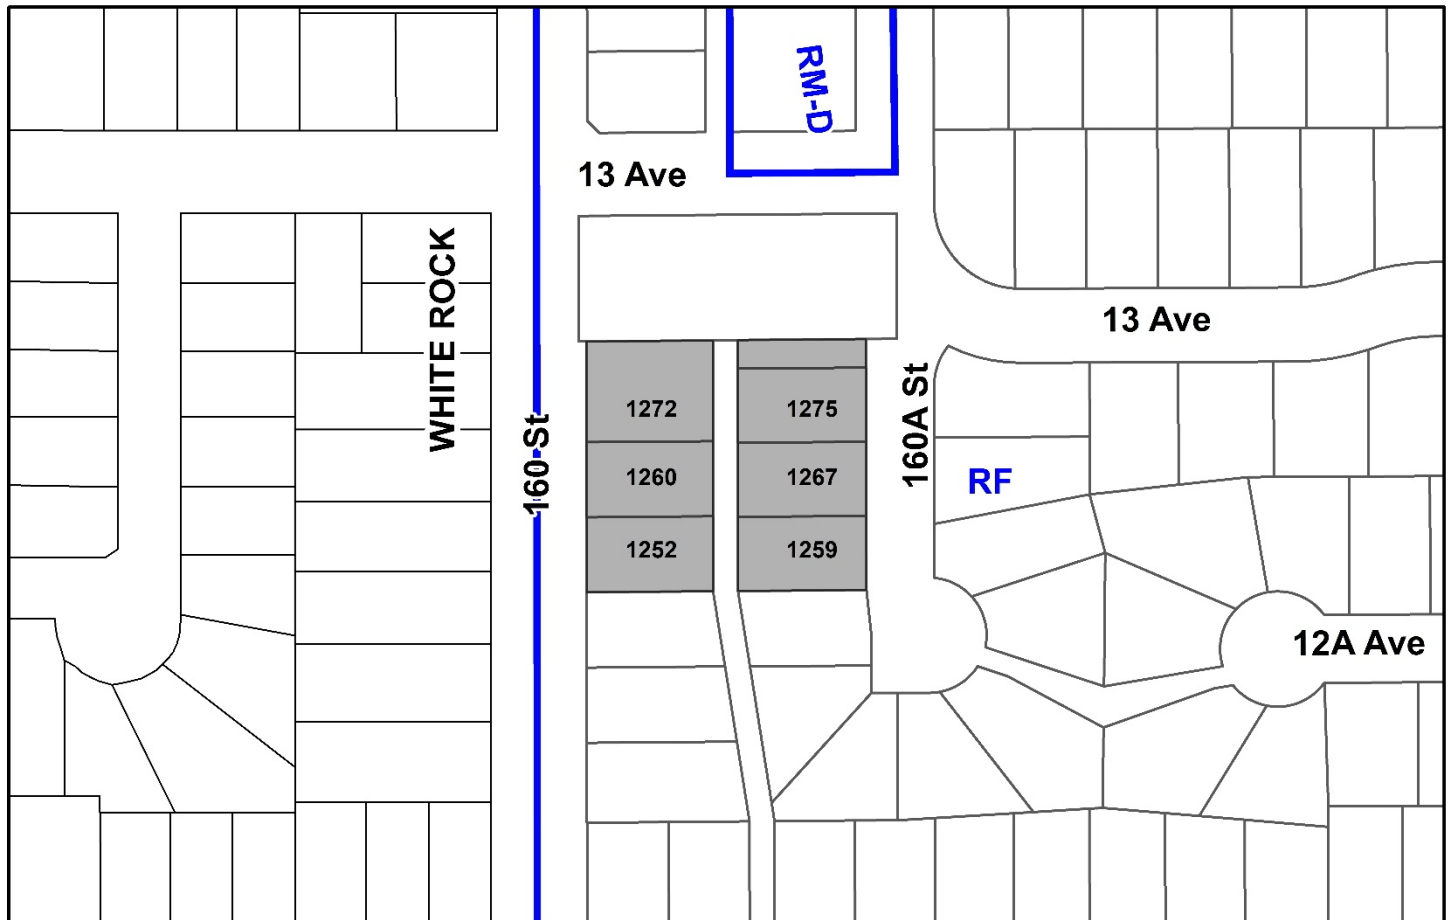 RM-D
13 Ave
WHITE ROCK
13 Ave
160 St
160A St
1272
1275
1260
1267
RF
1252
1259
12A Ave